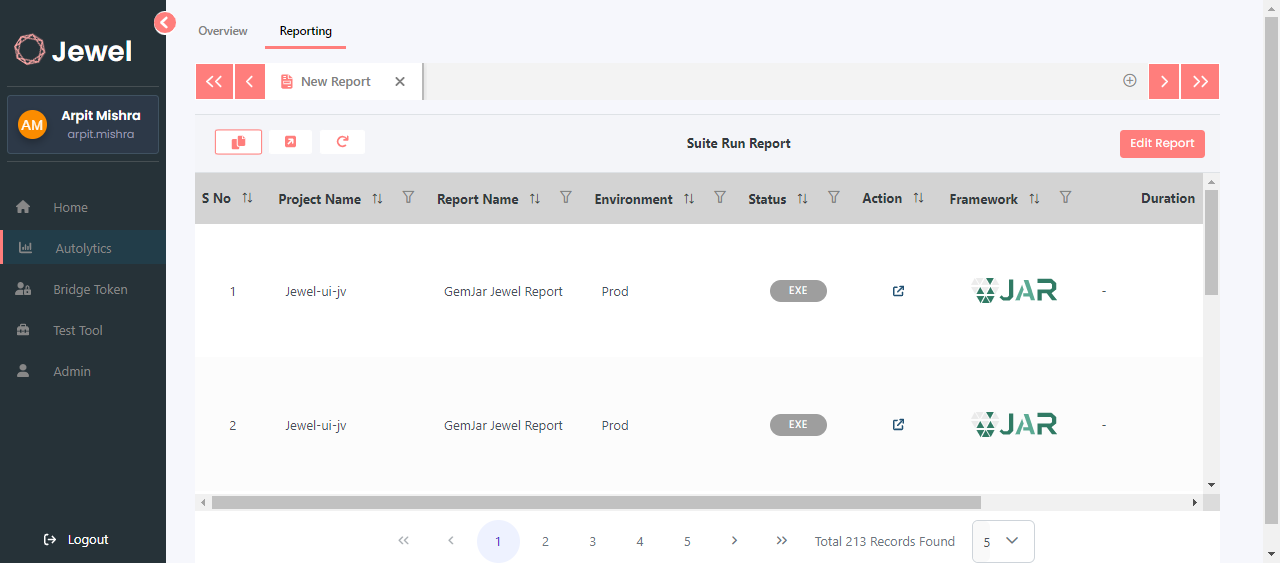 Overview Reporting
Jewel
New Report
Arpit Mishra
AM
arpit.mishra
Suite Run Report
Edit Report
S No Project Name Report Name Environment Status Action Framework Duration
Home
Autolytics
Bridge Token
Test Tool
Admin
1 Jewel-ui-jv GemJar Jewel Report Prod EXE JAR -
2 Jewel-ui-jv GemJar Jewel Report Prod EXE JAR -
Logout
1 2 3 4 5 Total 213 Records Found 5